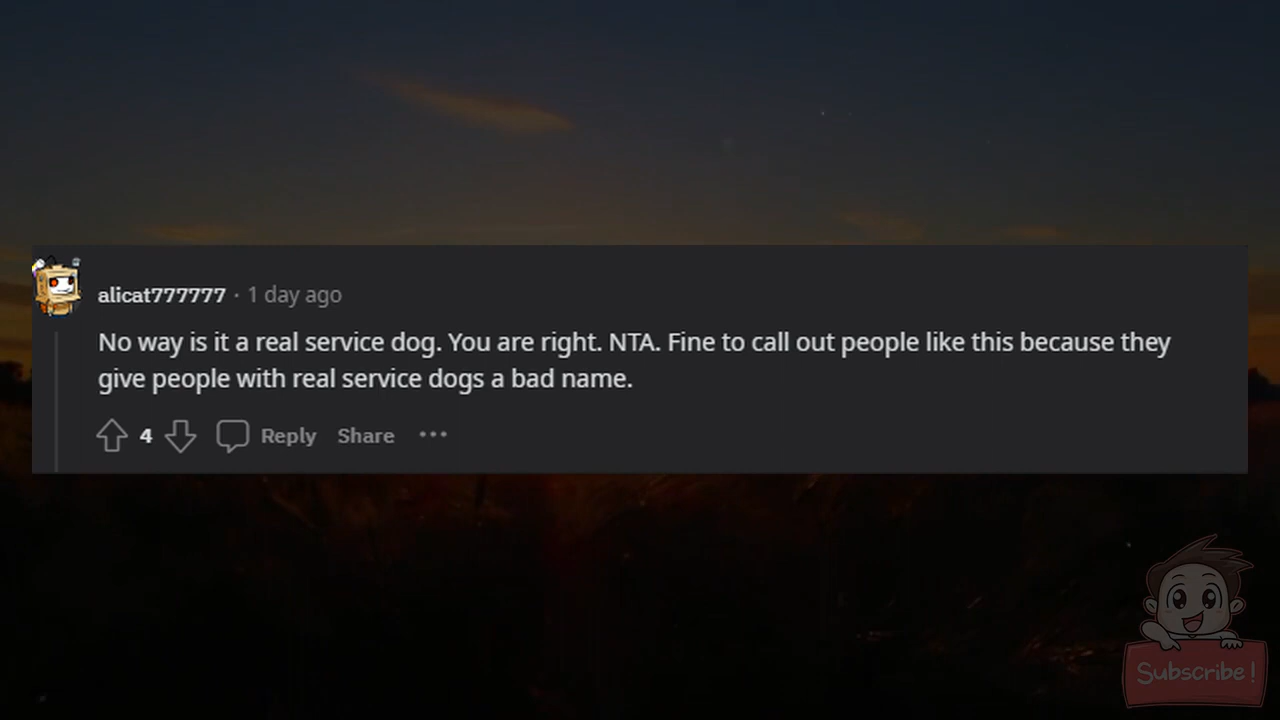 alicat777777 · 1 day ago
No way is it a real service dog. You are right. NTA. Fine to call out people like this because they
give people with real service dogs a bad name.
4 Reply Share ···
Subscribe!